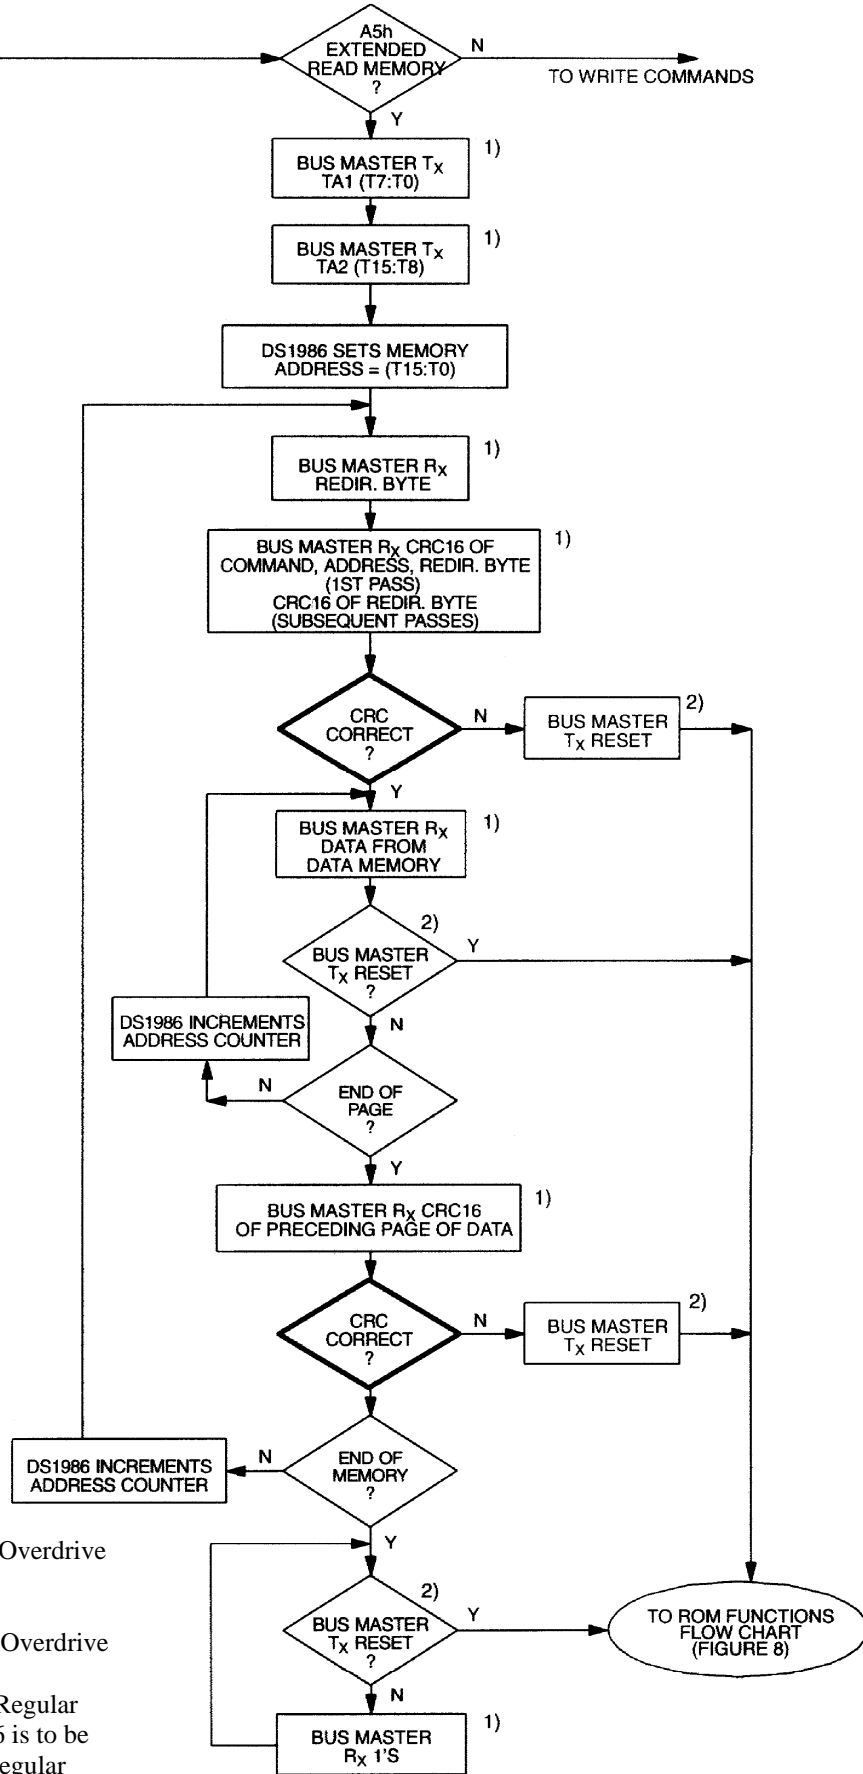 A5h
EXTENDED
READ MEMORY
?
N
TO WRITE COMMANDS
Y
BUS MASTER TX
TA1 (T7:T0)
1)
BUS MASTER TX
TA2 (T15:T8)
1)
DS1986 SETS MEMORY
ADDRESS = (T15:T0)
BUS MASTER RX
REDIR. BYTE
1)
BUS MASTER RX CRC16 OF
COMMAND, ADDRESS, REDIR. BYTE
(1ST PASS)
CRC16 OF REDIR. BYTE
(SUBSEQUENT PASSES)
1)
CRC
CORRECT
?
N
BUS MASTER
TX RESET
2)
Y
BUS MASTER RX
DATA FROM
DATA MEMORY
1)
BUS MASTER
TX RESET
?
2)
Y
N
DS1986 INCREMENTS
ADDRESS COUNTER
N
END OF
PAGE
?
Y
BUS MASTER RX CRC16
OF PRECEDING PAGE OF DATA
1)
CRC
CORRECT
?
N
BUS MASTER
TX RESET
2)
DS1986 INCREMENTS
ADDRESS COUNTER
N
END OF
MEMORY
?
Y
Overdrive
BUS MASTER
TX RESET
?
2)
Y
TO ROM FUNCTIONS
FLOW CHART
(FIGURE 8)
Overdrive
N
Regular
6 is to be
egular
BUS MASTER
RX 1'S
1)